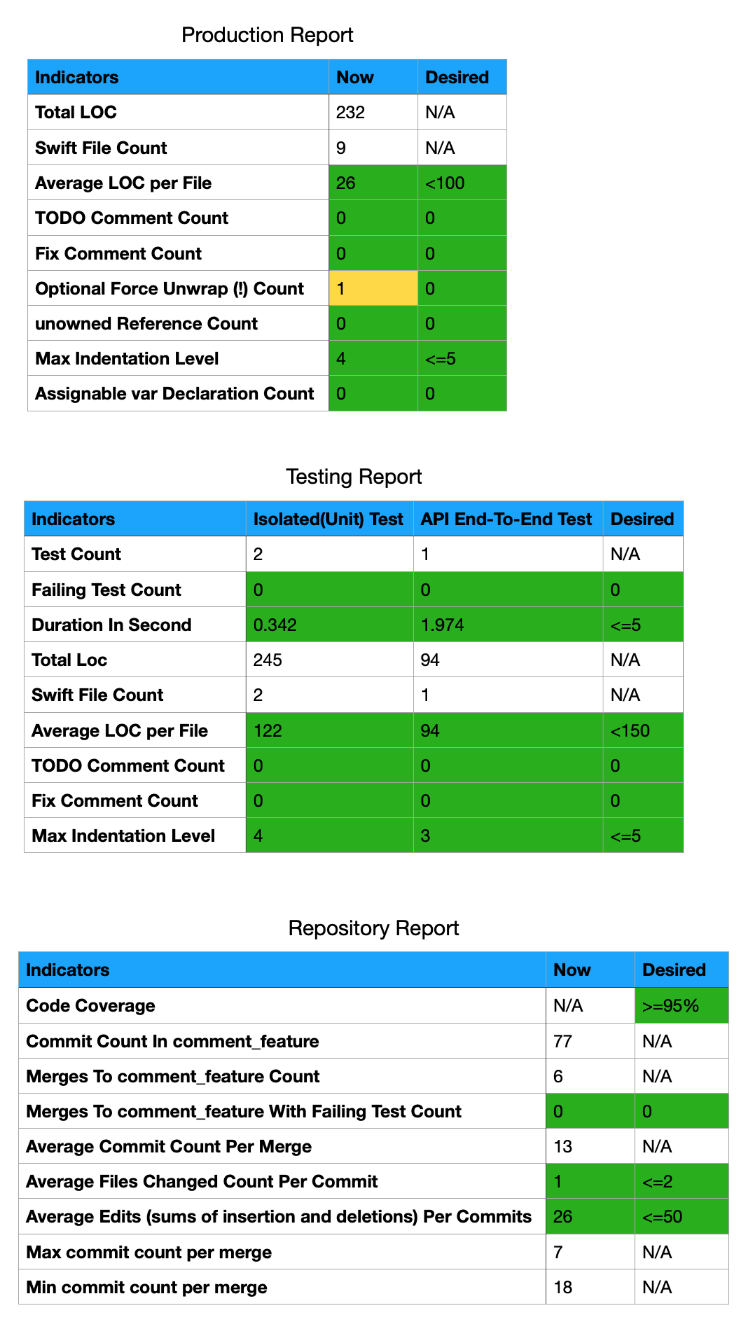 Production Report
Indicators Now Desired
Total LOC 232 N/A
Swift File Count 9 N/A
Average LOC per File 26 <100
TODO Comment Count 0 0
Fix Comment Count 0 0
Optional Force Unwrap (!) Count 1 0
unowned Reference Count 0 0
Max Indentation Level 4 <=5
Assignable var Declaration Count 0 0
Testing Report
Indicators Isolated(Unit) Test API End-To-End Test Desired
Test Count 2 1 N/A
Failing Test Count 0 0 0
Duration In Second 0.342 1.974 <=5
Total Loc 245 94 N/A
Swift File Count 2 1 N/A
Average LOC per File 122 94 <150
TODO Comment Count 0 0 0
Fix Comment Count 0 0 0
Max Indentation Level 4 3 <=5
Repository Report
Indicators Now Desired
Code Coverage N/A >=95%
Commit Count In comment_feature 77 N/A
Merges To comment_feature Count 6 N/A
Merges To comment_feature With Failing Test Count 0 0
Average Commit Count Per Merge 13 N/A
Average Files Changed Count Per Commit 1 <=2
Average Edits (sums of insertion and deletions) Per Commits 26 <=50
Max commit count per merge 7 N/A
Min commit count per merge 18 N/A